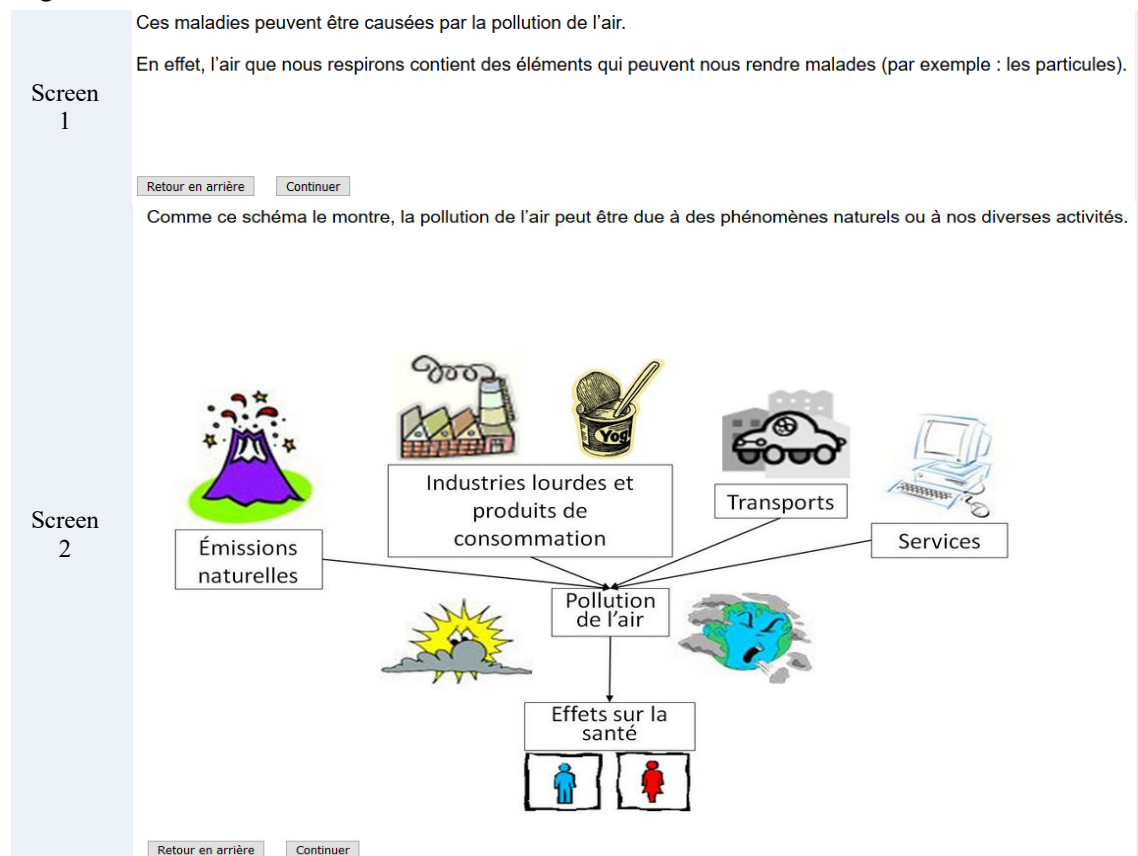 Ces maladies peuvent être causées par la pollution de l’air.
En effet, l’air que nous respirons contient des éléments qui peuvent nous rendre malades (par exemple : les particules).
Screen
1
Retour en arrière
Continuer
Comme ce schéma le montre, la pollution de l’air peut être due à des phénomènes naturels ou à nos diverses activités.
Yog
Industries lourdes et
produits de
consommation
Transports
Services
Screen
2
Émissions
naturelles
Pollution
de l’air
Effets sur la
santé
Retour en arrière
Continuer